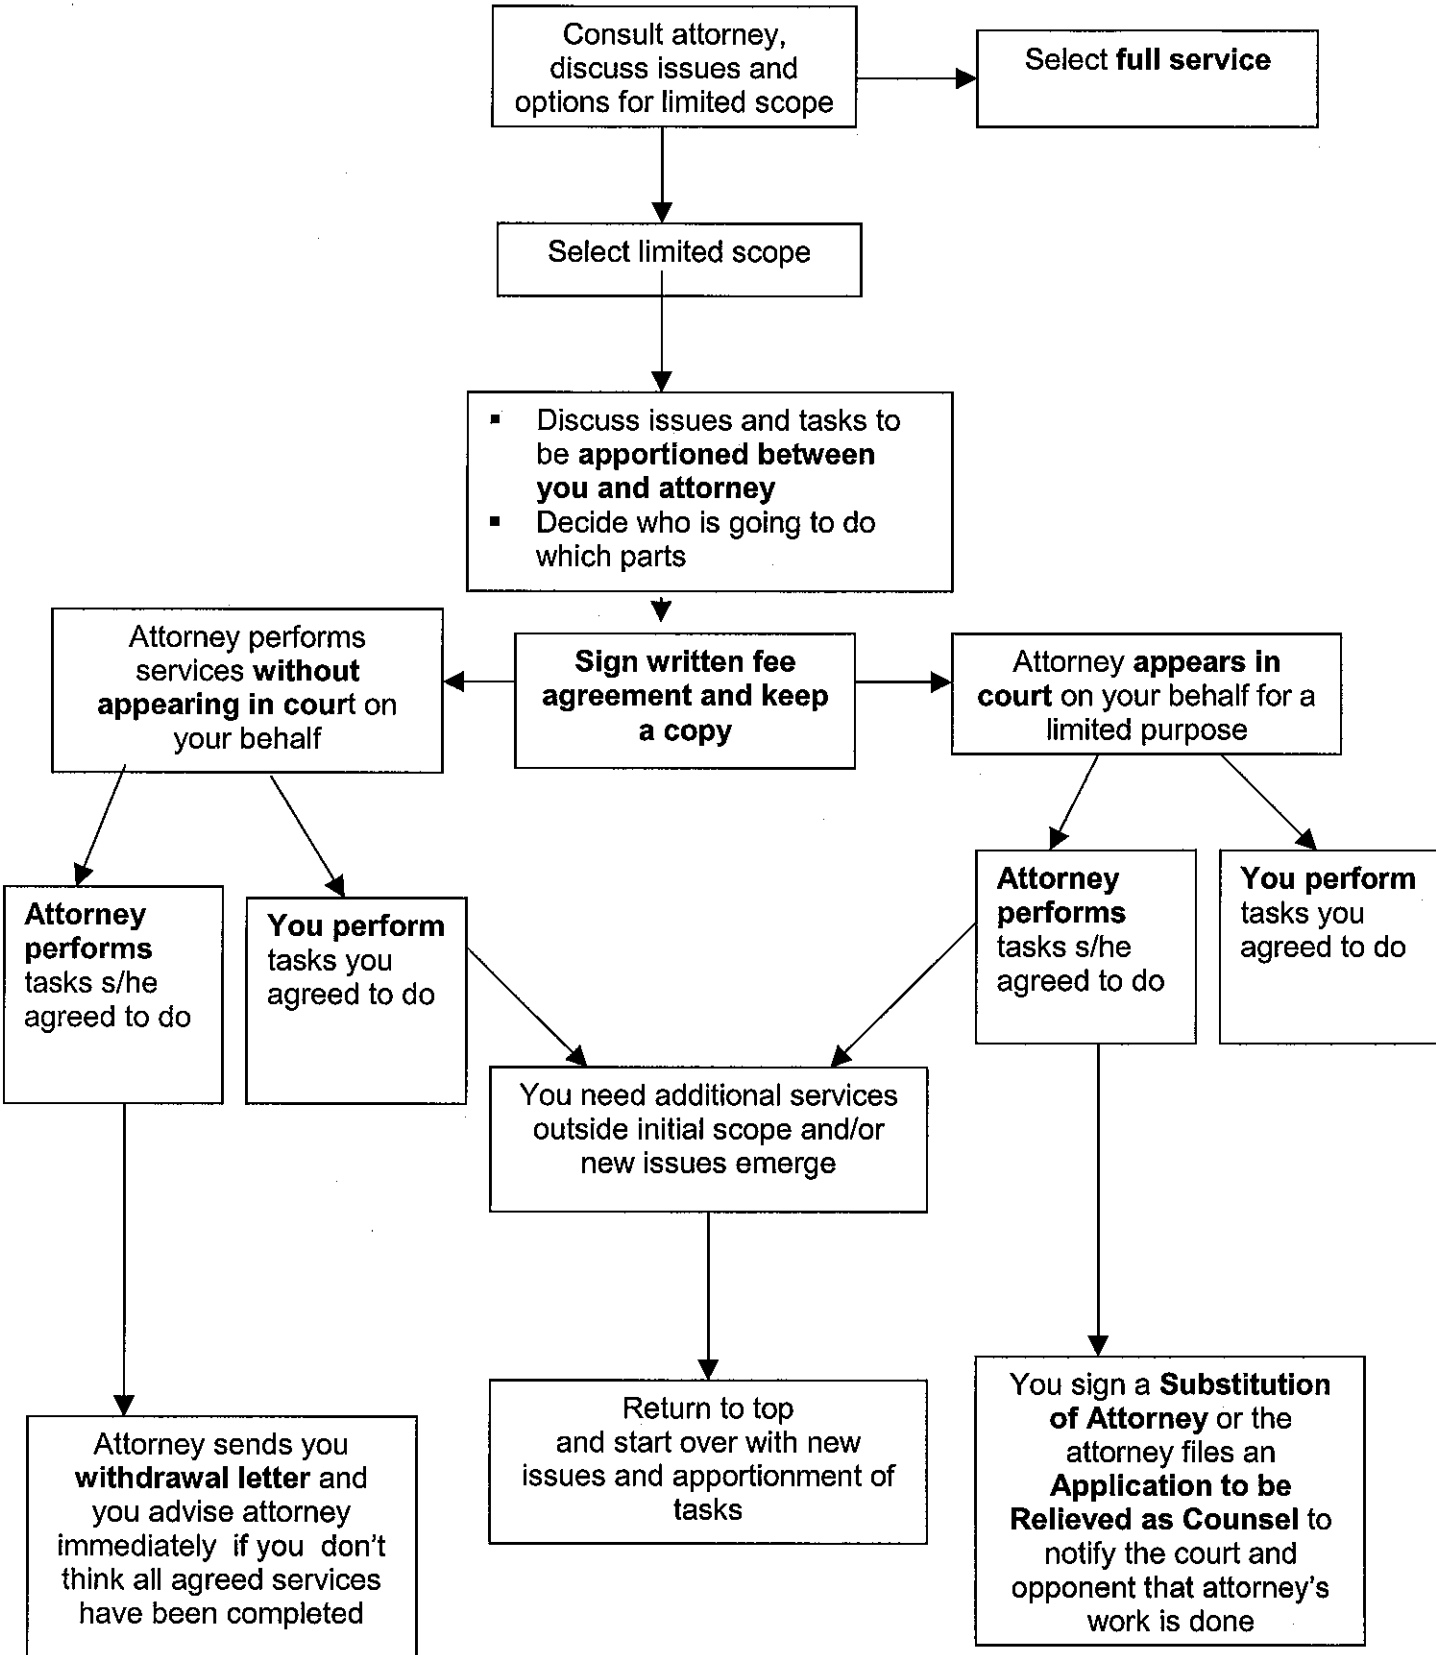 Consult attorney,
discuss issues and
options for limited scope
Select full service
Select limited scope
▪ Discuss issues and tasks to
be apportioned between
you and attorney
▪ Decide who is going to do
which parts
Attorney performs
services without
appearing in court on
your behalf
Sign written fee
agreement and keep
a copy
Attorney appears in
court on your behalf for a
limited purpose
Attorney
performs
tasks s/he
agreed to do
You perform
tasks you
agreed to do
Attorney
performs
tasks s/he
agreed to do
You perform
tasks you
agreed to do
You need additional services
outside initial scope and/or
new issues emerge
Attorney sends you
withdrawal letter and
you advise attorney
immediately if you don't
think all agreed services
have been completed
Return to top
and start over with new
issues and apportionment of
tasks
You sign a Substitution
of Attorney or the
attorney files an
Application to be
Relieved as Counsel to
notify the court and
opponent that attorney's
work is done